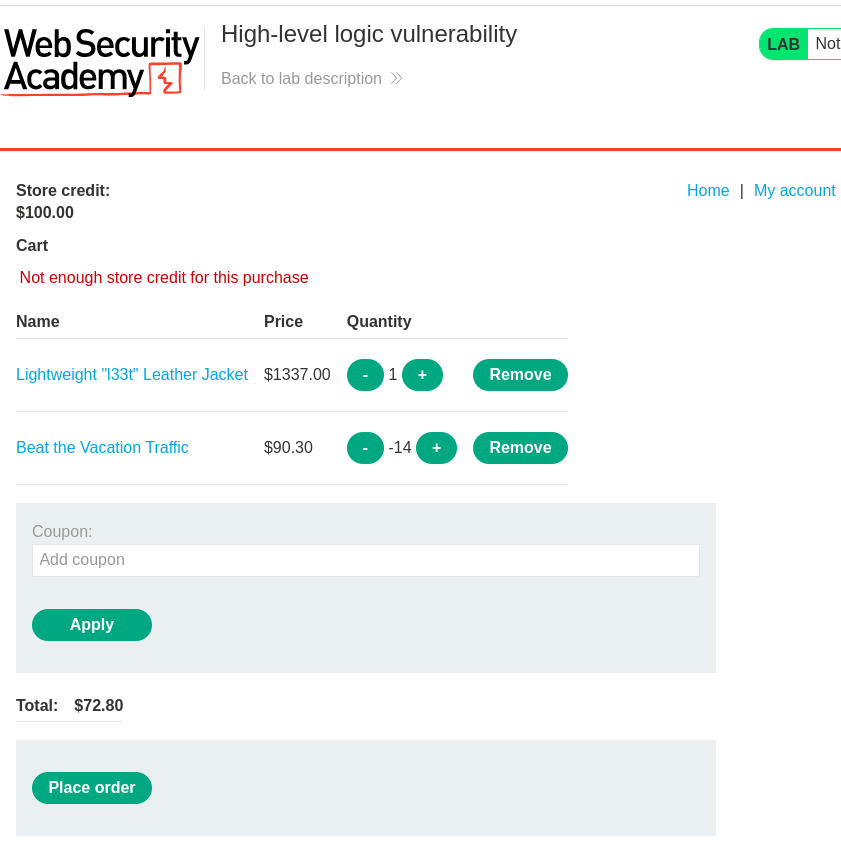 Web Security
Academy
High-level logic vulnerability
Back to lab description
LAB Not
Store credit:
$100.00
Home | My account
Cart
Not enough store credit for this purchase
Name Price Quantity
Lightweight "l33t" Leather Jacket $1337.00 - 1 + Remove
Beat the Vacation Traffic $90.30 - -14 + Remove
Coupon:
Add coupon
Apply
Total: $72.80
Place order